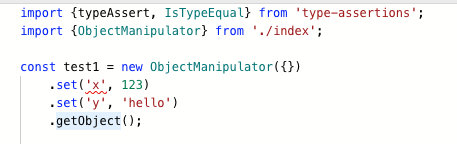 import {typeAssert, IsTypeEqual} from 'type-assertions';
import {ObjectManipulator} from './index';
const test1 = new ObjectManipulator({})
.set('x', 123)
.set('y', 'hello')
.getObject();